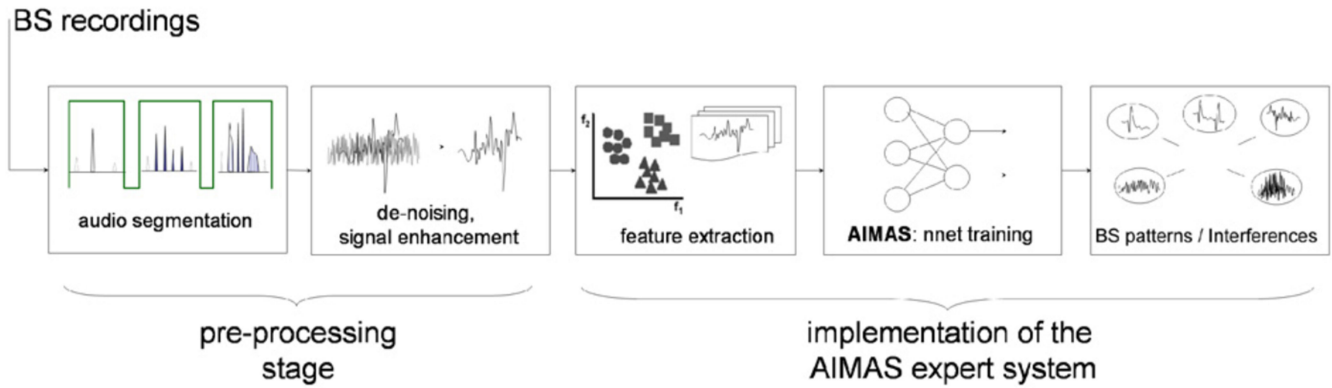 BS recordings
audio segmentation
de-noising,
signal enhancement
f2
f1
feature extraction
AIMAS: nnet training
BS patterns / Interferences
pre-processing
stage
implementation of the
AIMAS expert system